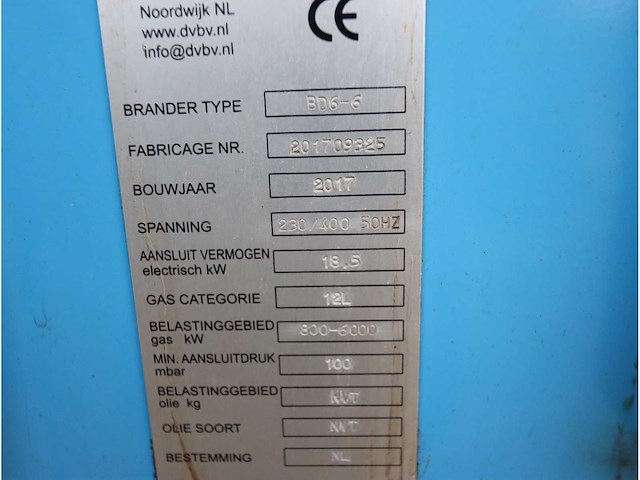 Noordwijk NL
www.dvbv.nl
info@dvbv.nl
CE
BRANDER TYPE BD6-6
FABRICAGE NR. 201709325
BOUWJAAR 2017
SPANNING 230/400 50HZ
AANSLUIT VERMOGEN
electrisch kW 18.5
GAS CATEGORIE 12L
BELASTINGGEBIED
gas kW 800-6000
MIN. AANSLUITDRUK
mbar 100
BELASTINGGEBIED
olie kg NVT
OLIE SOORT NVT
BESTEMMING NL